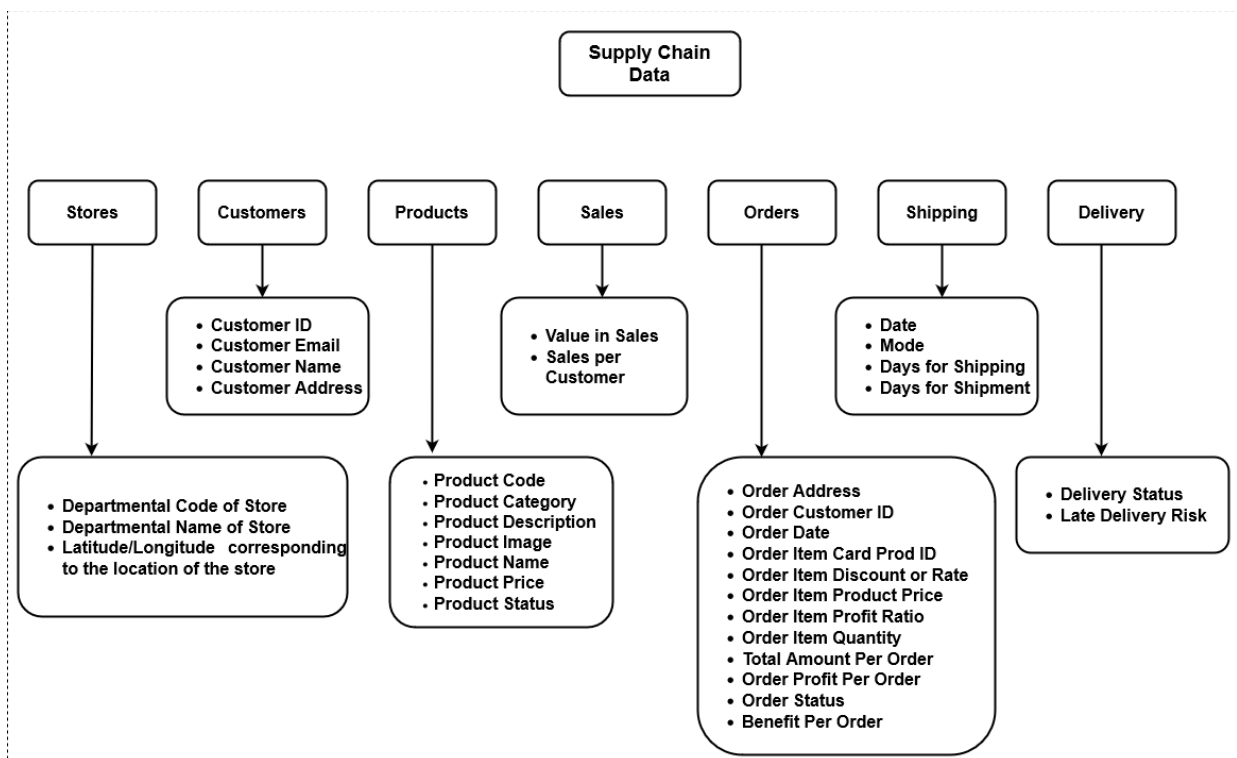 Supply Chain
Data
Stores
Customers
Products
Sales
Orders
Shipping
Delivery
• Customer ID
• Customer Email
• Customer Name
• Customer Address
• Value in Sales
• Sales per
Customer
• Date
• Mode
• Days for Shipping
• Days for Shipment
• Departmental Code of Store
• Departmental Name of Store
• Latitude/Longitude corresponding
to the location of the store
• Product Code
• Product Category
• Product Description
• Product Image
• Product Name
• Product Price
• Product Status
• Order Address
• Order Customer ID
• Order Date
• Order Item Card Prod ID
• Order Item Discount or Rate
• Order Item Product Price
• Order Item Profit Ratio
• Order Item Quantity
• Total Amount Per Order
• Order Profit Per Order
• Order Status
• Benefit Per Order
• Delivery Status
• Late Delivery Risk